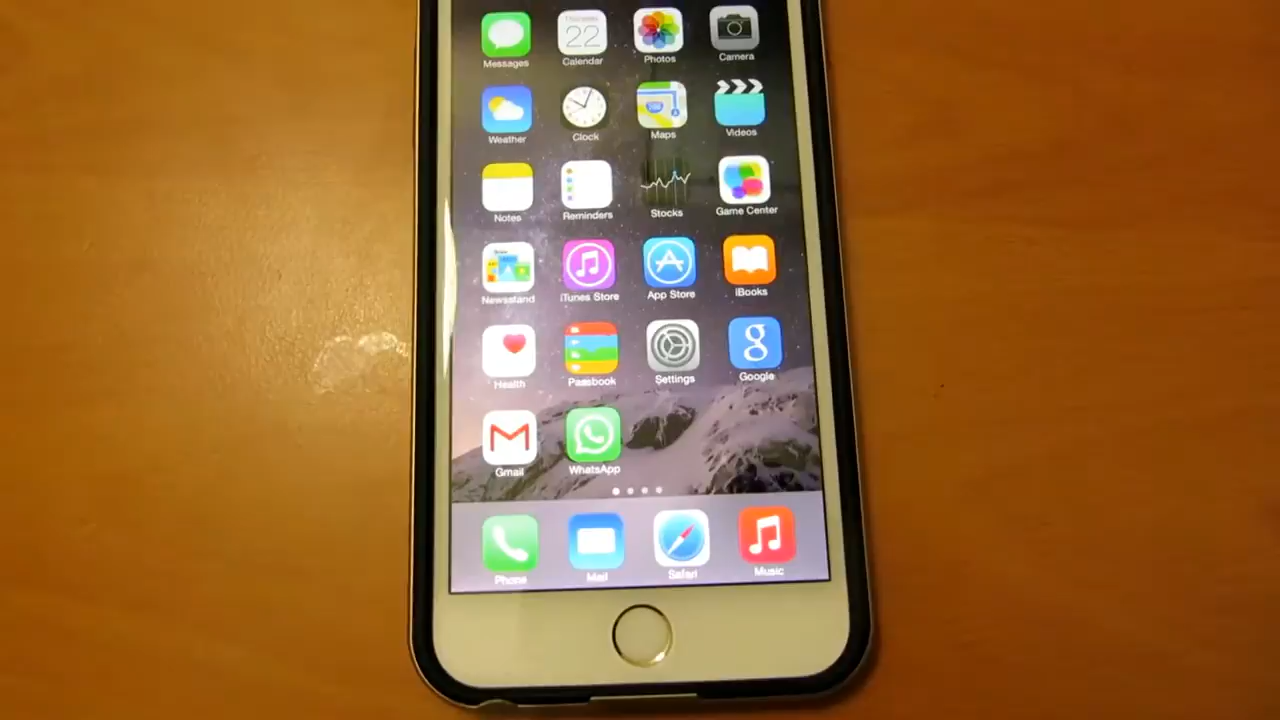 Messages Calendar Photos Camera
Thursday
22
Weather Clock Maps Videos
Notes Reminders Stocks Game Center
Newsstand iTunes Store App Store iBooks
Health Passbook Settings Google
g
Gmail WhatsApp
Phone Mail Safari Music